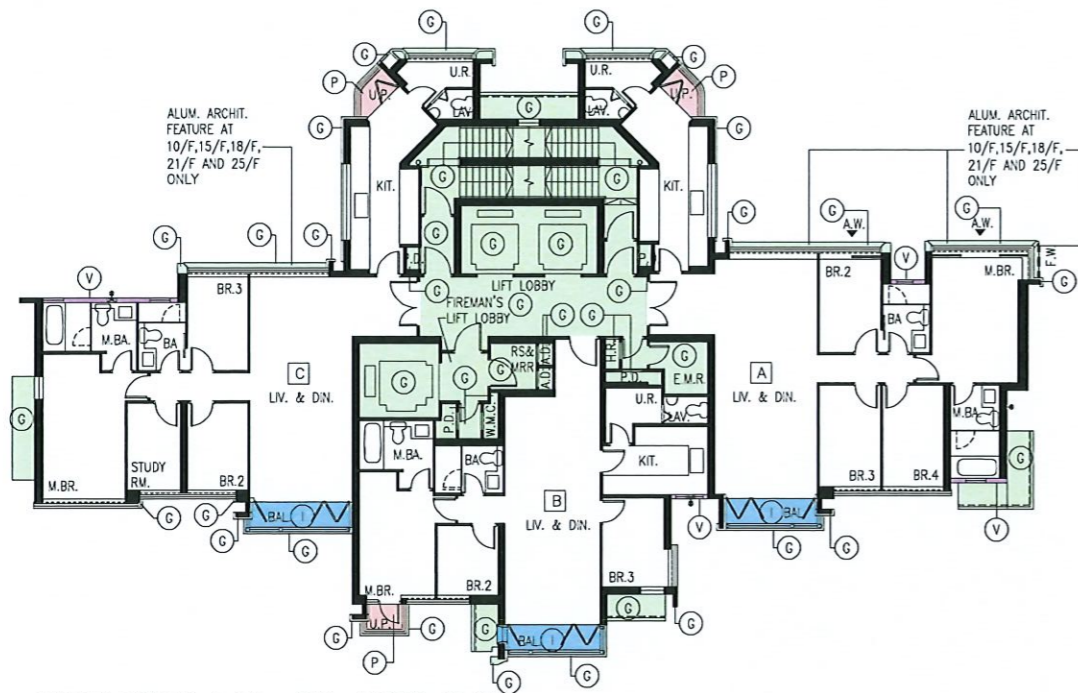 G
G
G
G
U.R.
U.R.
P
P
U.P.
U.P.
LAV.
LAV.
G
G
G
ALUM. ARCHIT.
FEATURE AT
10/F,15/F,18/F,
21/F AND 25/F
ONLY
ALUM. ARCHIT.
FEATURE AT
10/F,15/F,18/F,
21/F AND 25/F
ONLY
KIT.
KIT.
G
G
G
G
G
G
G
G
G
A.W.
G
A.W.
G
G
G
P.D.
V
V
F.W.
G
LIFT LOBBY
G
G
G
FIREMAN'S
LIFT LOBBY
G
G
BR.3
BR.2
M.BR.
M.BA.
BA
BA
RS&
MRR
A.D.
A.D.
H.R.
G
E.M.R.
P.D.
C
LIV. & DIN.
G
G
G
A
LIV. & DIN.
G
P.D.
W.M.C.
U.R.
LAV.
M.BA.
M.BA.
BA
KIT.
G
STUDY
RM.
M.BR.
BR.2
BR.3
BR.4
B
LIV. & DIN.
G
G
G
BAL.
I
G
V
I
BAL.
G
G
V
M.BR.
BR.2
BR.3
U.P.
G
G
G
G
G
P
BAL.
I
G
G